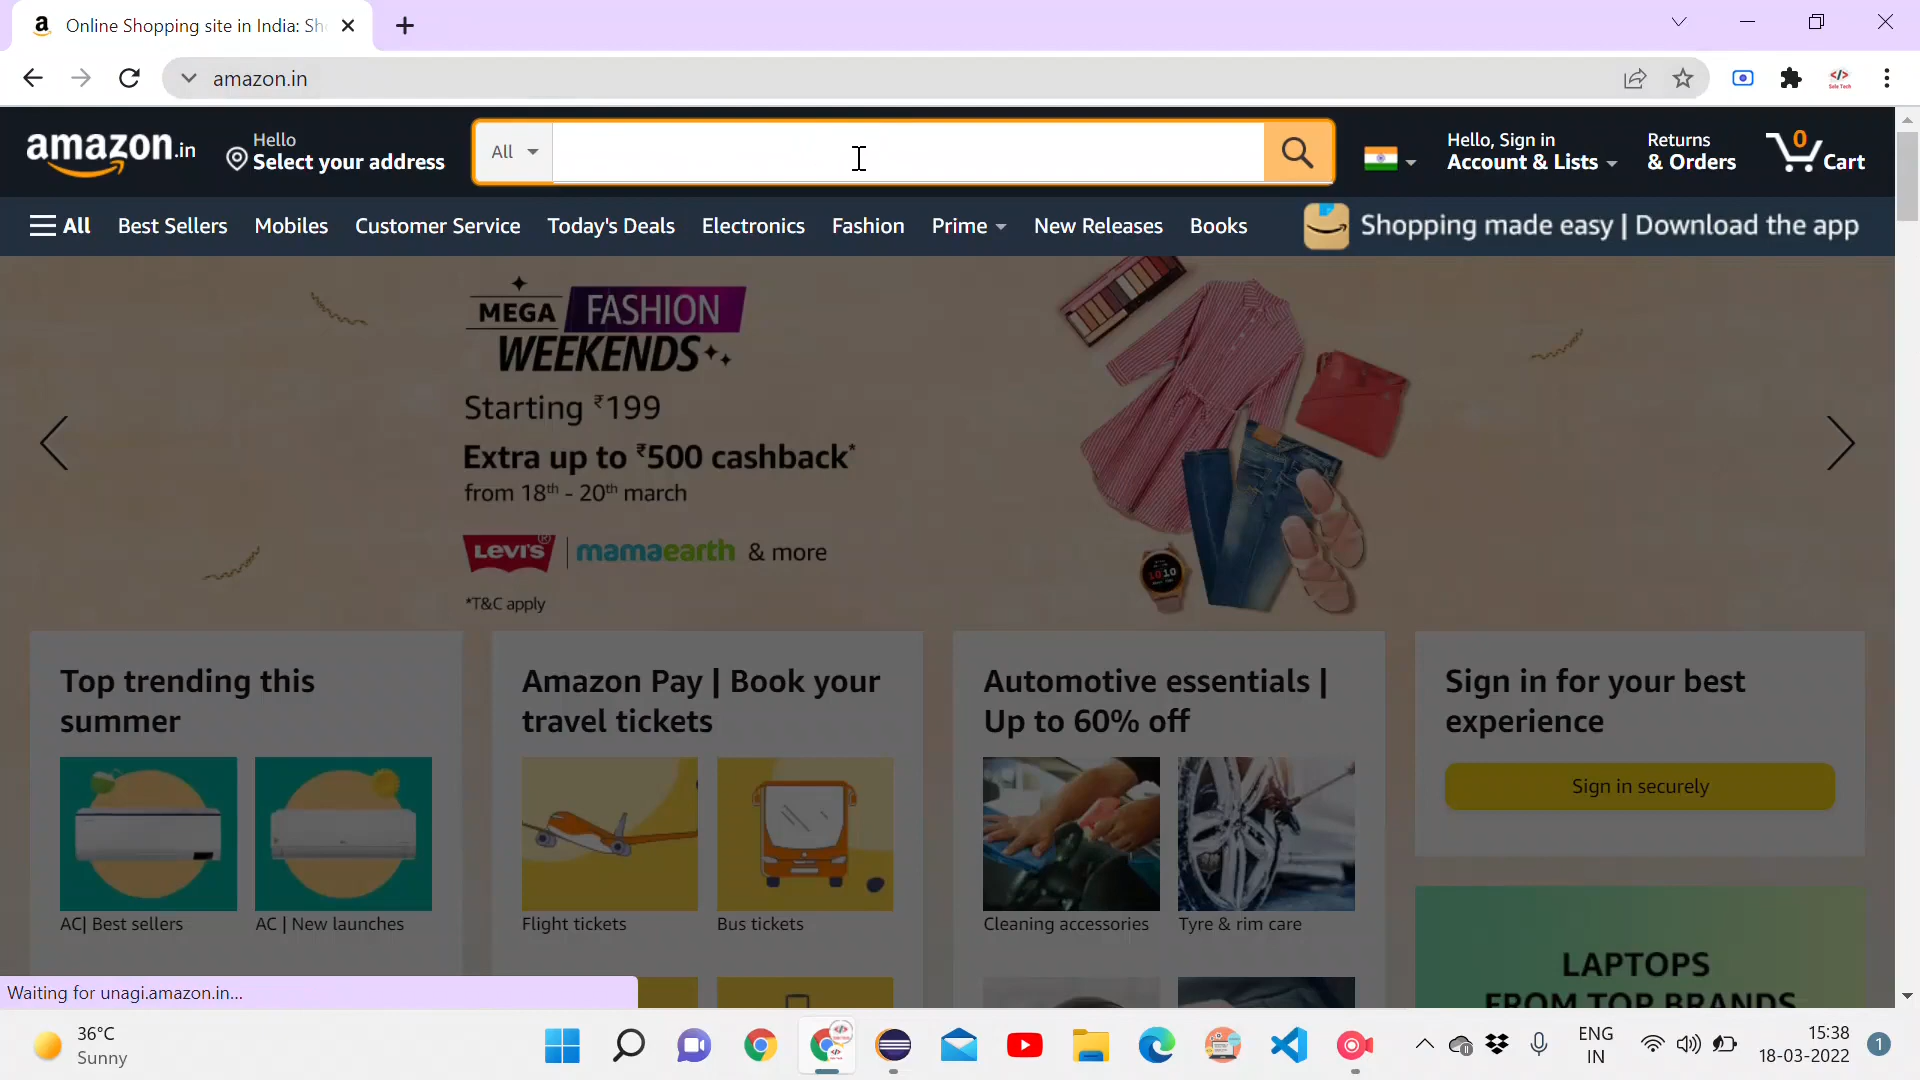 Online Shopping site in India: Sh
amazon.in
amazon.in
Hello
Select your address
All
Hello, Sign in
Account & Lists
Returns
& Orders
0
Cart
All
Best Sellers
Mobiles
Customer Service
Today's Deals
Electronics
Fashion
Prime
New Releases
Books
Shopping made easy | Download the app
MEGA FASHION
WEEKENDS
Starting ₹199
Extra up to ₹500 cashback*
from 18th - 20th march
LEVI'S® | mamaearth & more
*T&C apply
10 10
Top trending this
summer
AC| Best sellers
AC | New launches
Amazon Pay | Book your
travel tickets
Flight tickets
Bus tickets
Automotive essentials |
Up to 60% off
Cleaning accessories
Tyre & rim care
Sign in for your best
experience
Sign in securely
LAPTOPS
FROM TOP BRANDS
Waiting for unagi.amazon.in...
36°C
Sunny
ENG
IN
15:38
18-03-2022
1